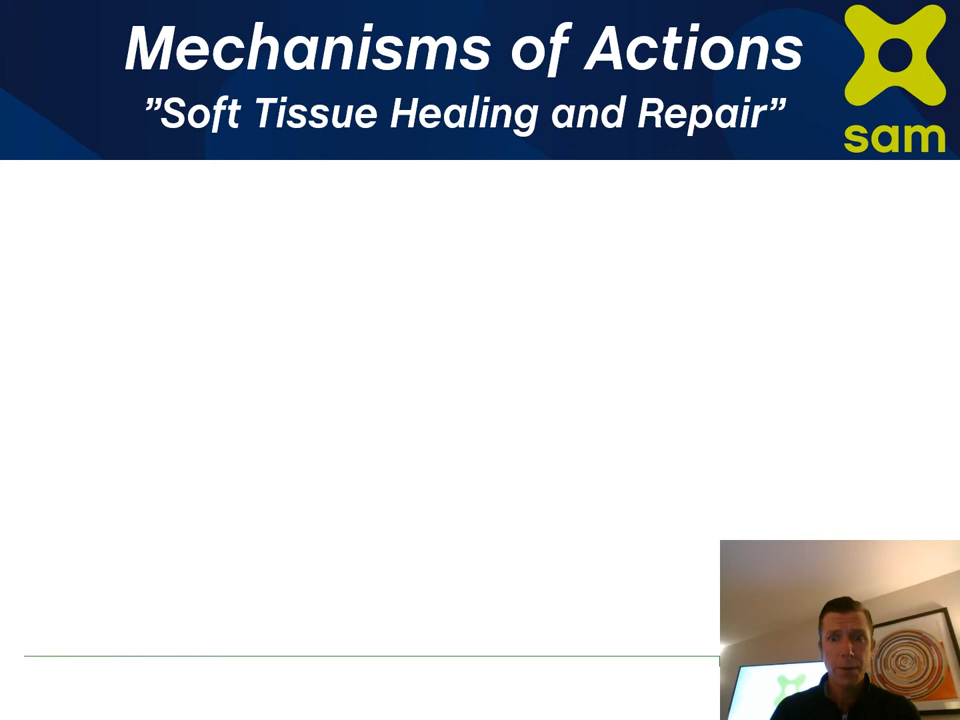 Mechanisms of Actions
”Soft Tissue Healing and Repair”
sam